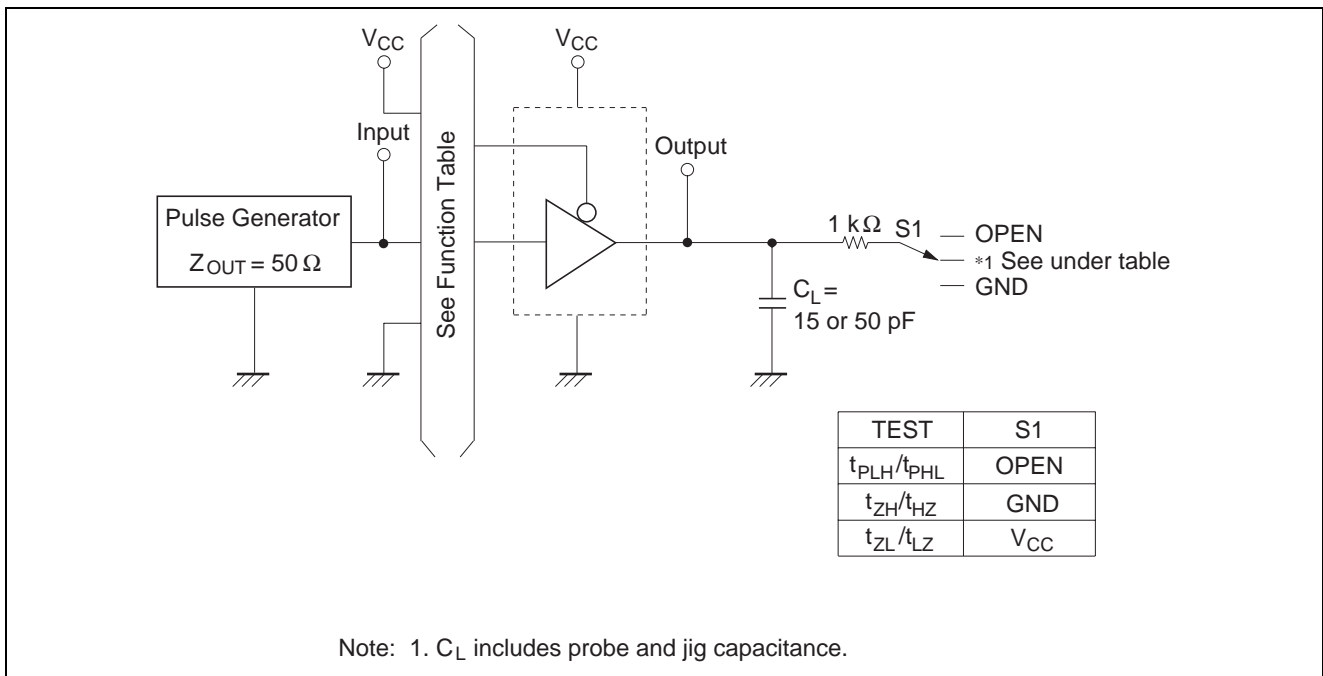 VCC
VCC
Input
Output
See Function Table
Pulse Generator
ZOUT = 50 Ω
1 kΩ
S1
OPEN
*1 See under table
GND
CL =
15 or 50 pF
TEST S1
tPLH/tPHL OPEN
tZH/tHZ GND
tZL/tLZ VCC
Note: 1. CL includes probe and jig capacitance.